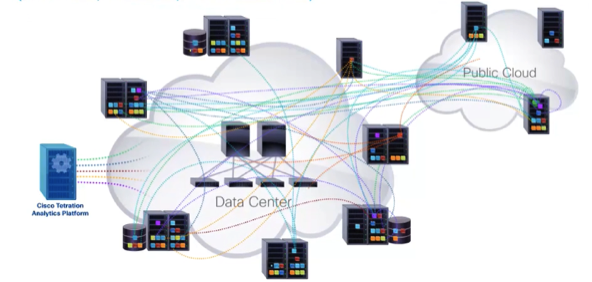 Public Cloud
Data Center
Cisco Tetration
Analytics Platform